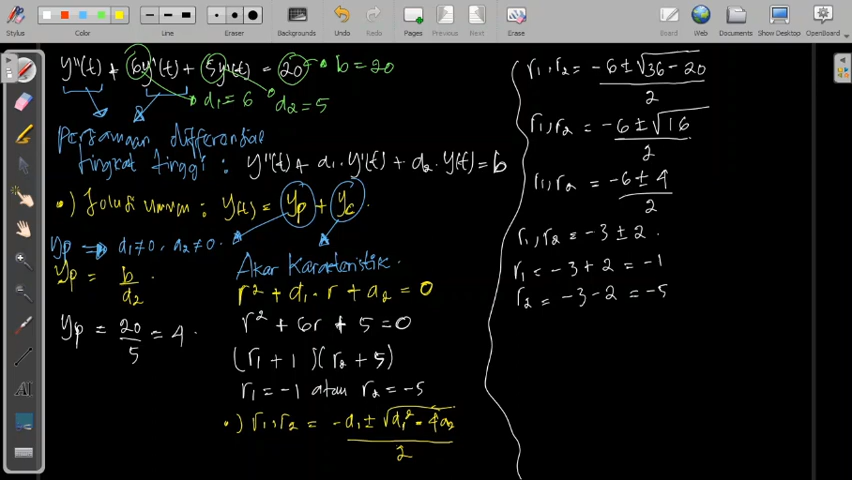 Stylus Color Line Width Eraser Backgrounds Undo Pages Previous Next Erase Web Documents Show Desktop OpenBoard
y"(t) + 6y'(t) + 5y(t) = 20 → b = 20
a₁ = 6 a₂ = 5
persamaan differensial
tingkat tinggi : y"(t) + a₁ . y'(t) + a₂ . y(t) = b
•) Solusi umum : y(t) = yp + yc .
yp ⇒ a₁≠0, a₂≠0 .
yp = b/a₂ .
yp = 20/5 = 4 .
Akar Karakteristik .
r² + a₁ . r + a₂ = 0
r² + 6r + 5 = 0
(r₁ + 1 )(r₂ + 5)
r₁ = -1 atau r₂ = -5
•) r₁, r₂ = (-a₁ ± √(a₁² - 4a₂))/2
r₁, r₂ = (-6 ± √(36 - 20))/2
r₁, r₂ = (-6 ± √16)/2
r₁, r₂ = (-6 ± 4)/2
r₁, r₂ = -3 ± 2 .
r₁ = -3 + 2 = -1
r₂ = -3 - 2 = -5